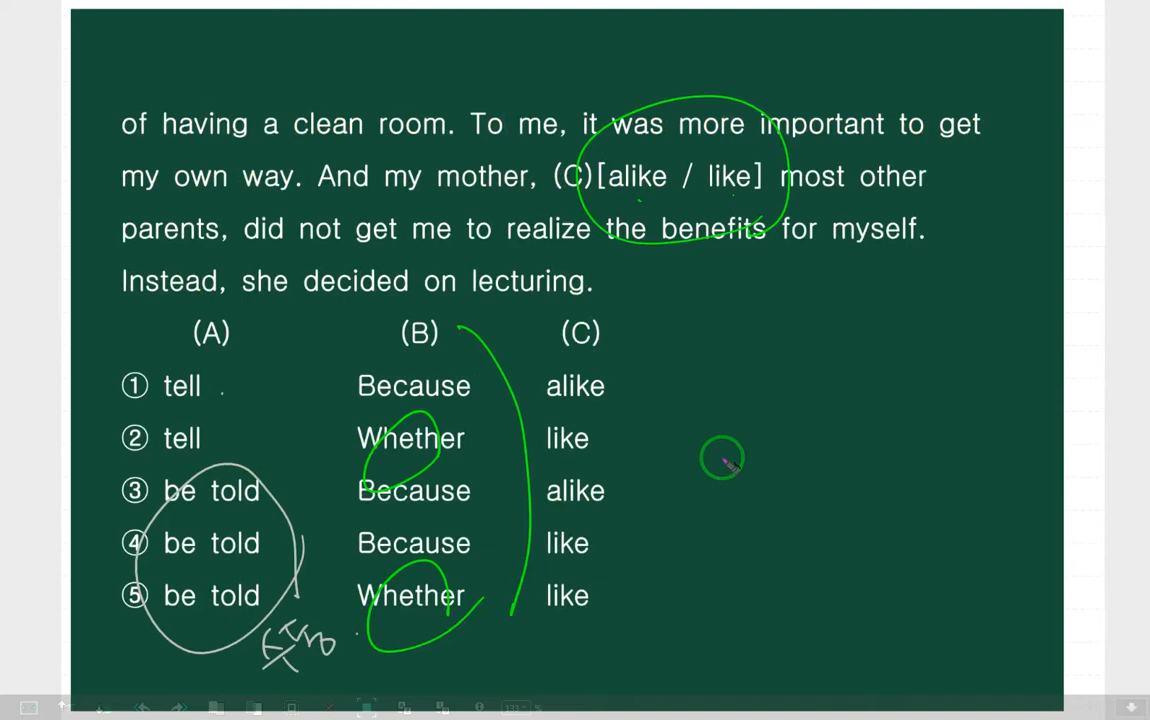 of having a clean room. To me, it was more important to get
my own way. And my mother, (C)[alike / like] most other
parents, did not get me to realize the benefits for myself.
Instead, she decided on lecturing.
(A) (B) (C)
① tell Because alike
② tell Whether like
③ be told Because alike
④ be told Because like
⑤ be told Whether like
133 %